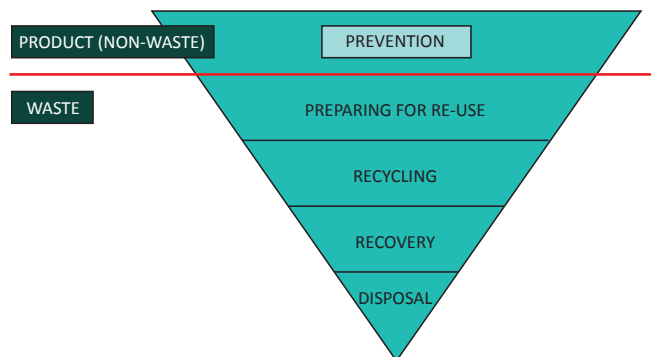 PRODUCT (NON-WASTE)
PREVENTION
WASTE
PREPARING FOR RE-USE
RECYCLING
RECOVERY
DISPOSAL